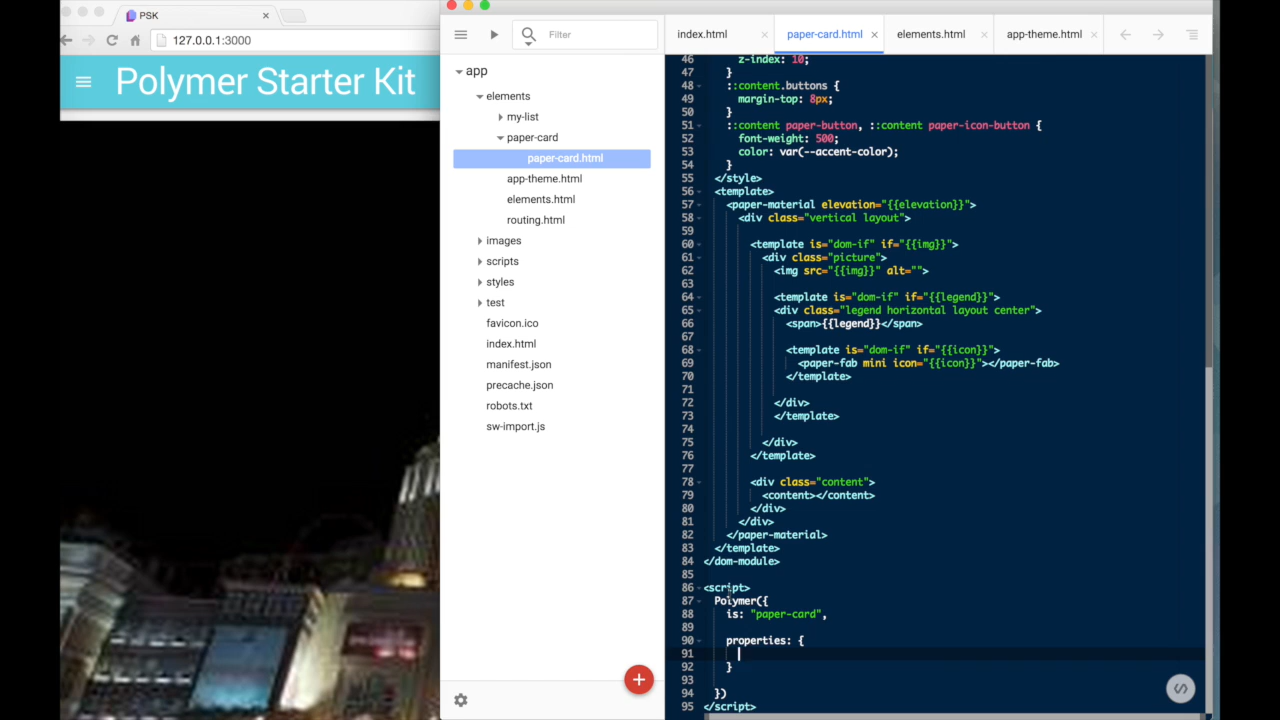 PSK
127.0.0.1:3000
Polymer Starter Kit
Filter
app
elements
my-list
paper-card
paper-card.html
app-theme.html
elements.html
routing.html
images
scripts
styles
test
favicon.ico
index.html
manifest.json
precache.json
robots.txt
sw-import.js
index.html
paper-card.html
elements.html
app-theme.html
46 z-index: 10;
47 }
48 ::content.buttons {
49 margin-top: 8px;
50 }
51 ::content paper-button, ::content paper-icon-button {
52 font-weight: 500;
53 color: var(--accent-color);
54 }
55 </style>
56 <template>
57 <paper-material elevation="{{elevation}}">
58 <div class="vertical layout">
59
60 <template is="dom-if" if="{{img}}">
61 <div class="picture">
62 <img src="{{img}}" alt="">
63
64 <template is="dom-if" if="{{legend}}">
65 <div class="legend horizontal layout center">
66 <span>{{legend}}</span>
67
68 <template is="dom-if" if="{{icon}}">
69 <paper-fab mini icon="{{icon}}"></paper-fab>
70 </template>
71
72 </div>
73 </template>
74
75 </div>
76 </template>
77
78 <div class="content">
79 <content></content>
80 </div>
81 </div>
82 </paper-material>
83 </template>
84 </dom-module>
85
86 <script>
87 Polymer({
88 is: "paper-card",
89
90 properties: {
91
92 }
93
94 })
95 </script>